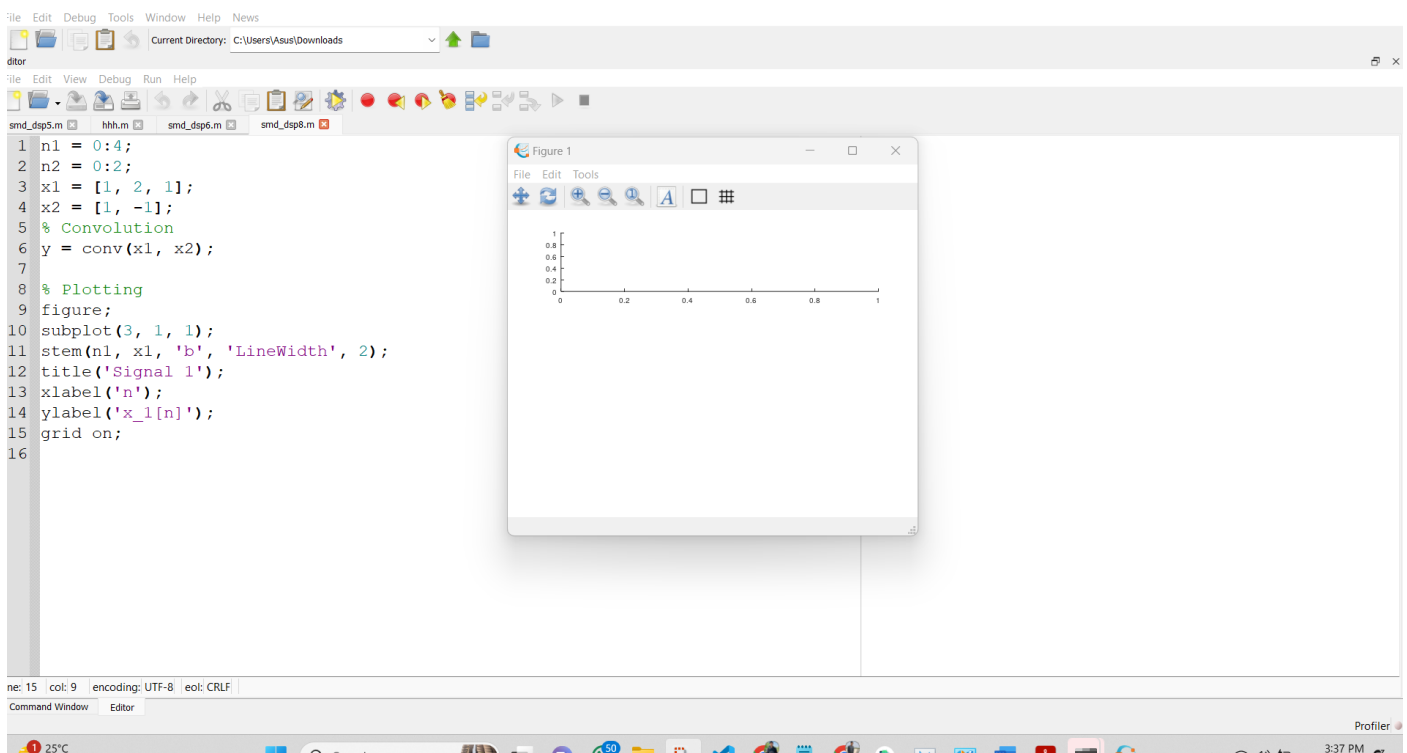 File Edit Debug Tools Window Help News
Current Directory: C:\Users\Asus\Downloads
ditor
File Edit View Debug Run Help
smd_dsp5.m hhh.m smd_dsp6.m smd_dsp8.m
1 n1 = 0:4;
2 n2 = 0:2;
3 x1 = [1, 2, 1];
4 x2 = [1, -1];
5 % Convolution
6 y = conv(x1, x2);
7
8 % Plotting
9 figure;
10 subplot(3, 1, 1);
11 stem(n1, x1, 'b', 'LineWidth', 2);
12 title('Signal 1');
13 xlabel('n');
14 ylabel('x_1[n]');
15 grid on;
16
Figure 1
File Edit Tools
A
1
0.8
0.6
0.4
0.2
0
0 0.2 0.4 0.6 0.8 1
ne: 15 col: 9 encoding: UTF-8 eol: CRLF
Command Window Editor
Profiler
1 25°C
50
3:37 PM